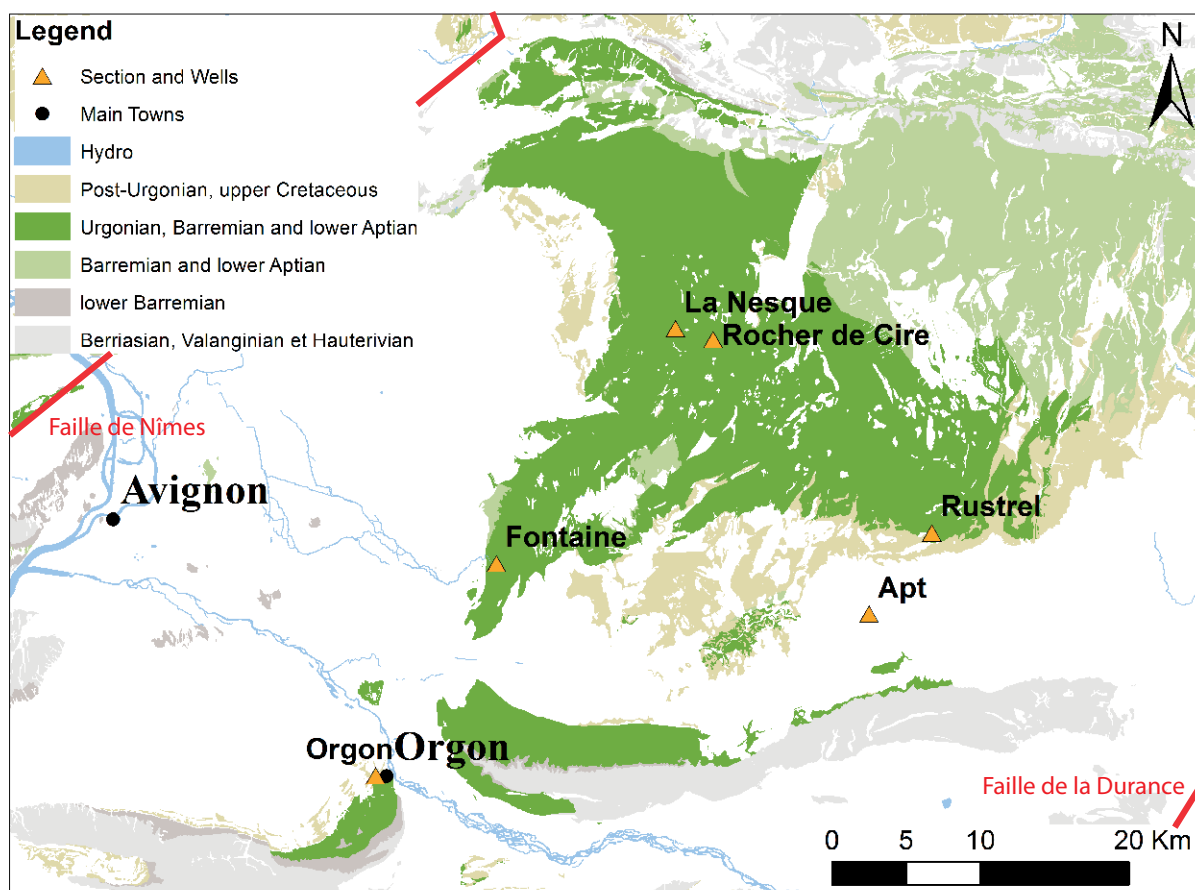 Legend
Section and Wells
Main Towns
Hydro
Post-Urgonian, upper Cretaceous
Urgonian, Barremian and lower Aptian
Barremian and lower Aptian
lower Barremian
Berriasian, Valanginian et Hauterivian
N
La Nesque
Rocher de Cire
Faille de Nîmes
Avignon
Rustrel
Fontaine
Apt
Orgon Orgon
Faille de la Durance
0 5 10 20 Km